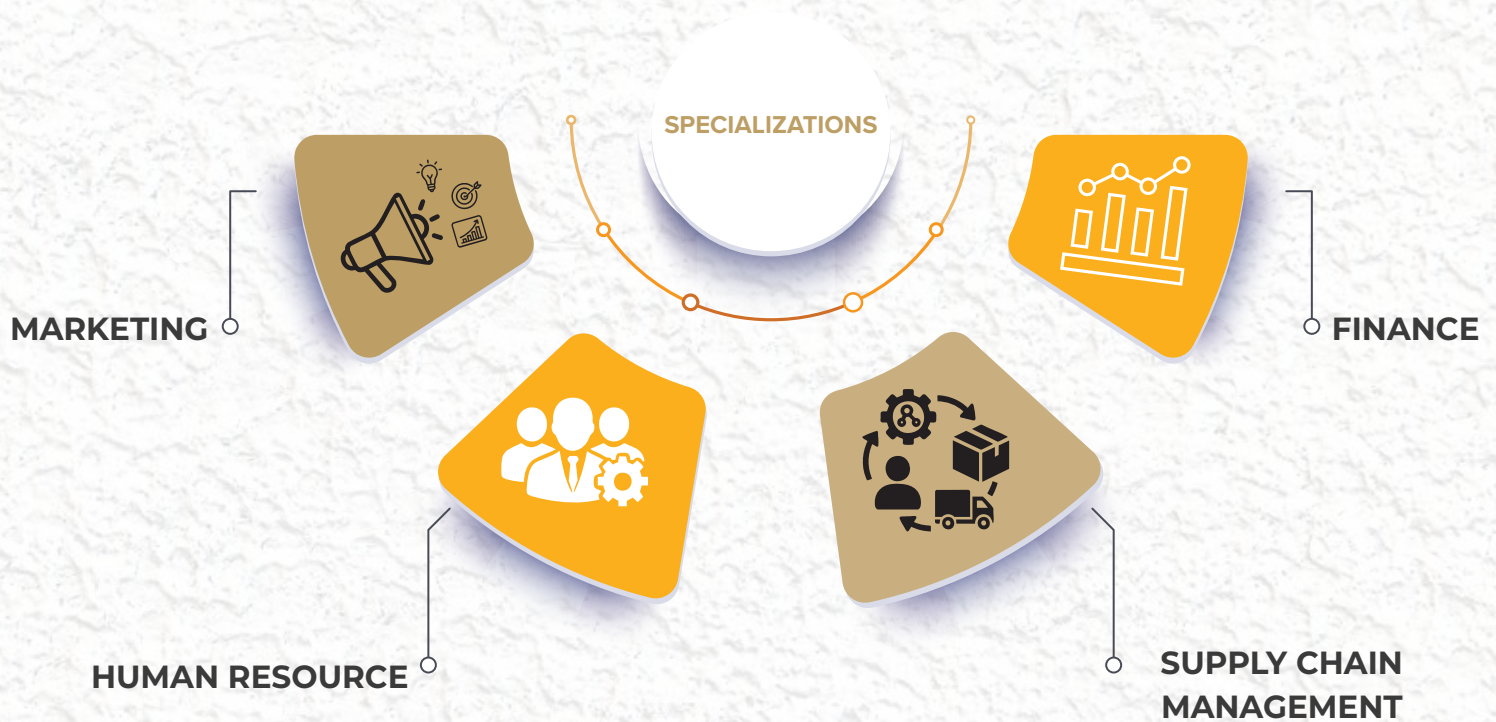 SPECIALIZATIONS
MARKETING
FINANCE
HUMAN RESOURCE
SUPPLY CHAIN
MANAGEMENT